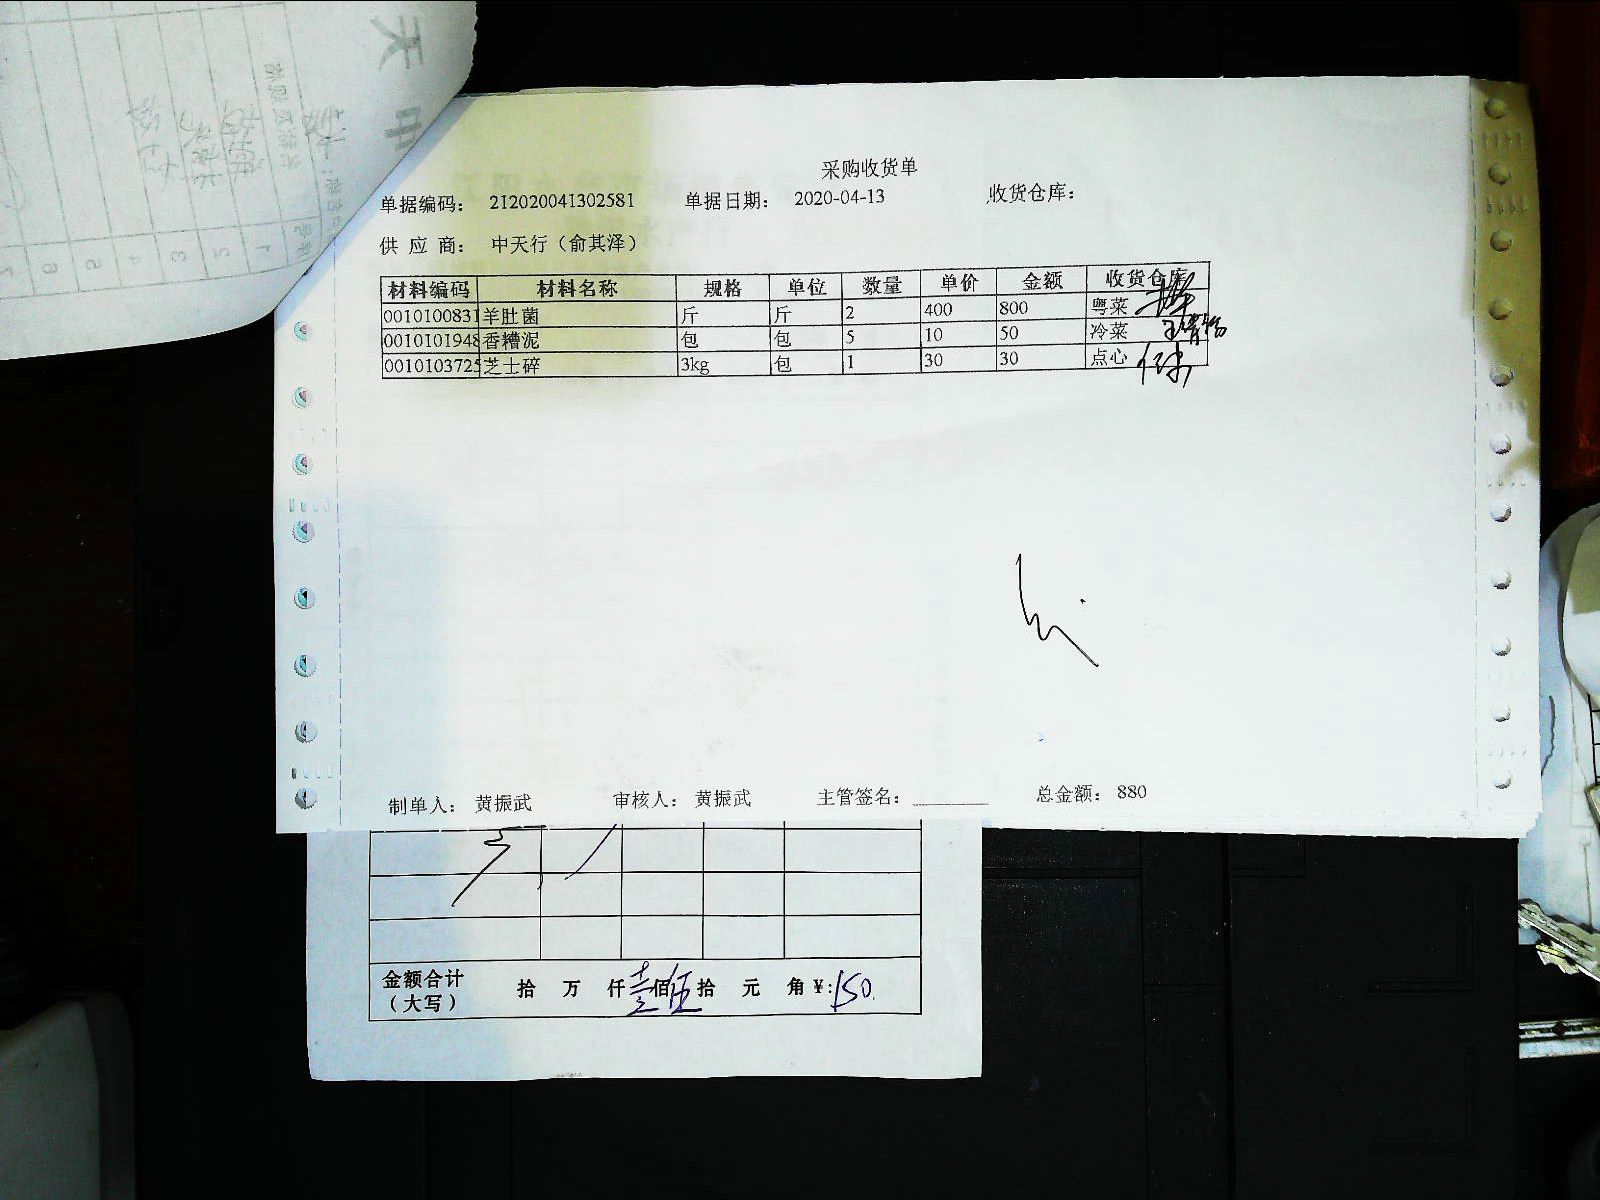 采购收货单
单据编码： 212020041302581 单据日期： 2020-04-13 收货仓库：
供 应 商： 中天行（俞其泽）
材料编码 材料名称 规格 单位 数量 单价 金额 收货仓库
0010100831 羊肚菌 斤 斤 2 400 800 粤菜
0010101948 香糟泥 包 包 5 10 50 冷菜
0010103725 芝士碎 3kg 包 1 30 30 点心
制单人： 黄振武 审核人： 黄振武 主管签名： 总金额： 880
金额合计
（大写）
拾 万 仟 壹佰 伍拾 元 角 ¥:150.
天
中